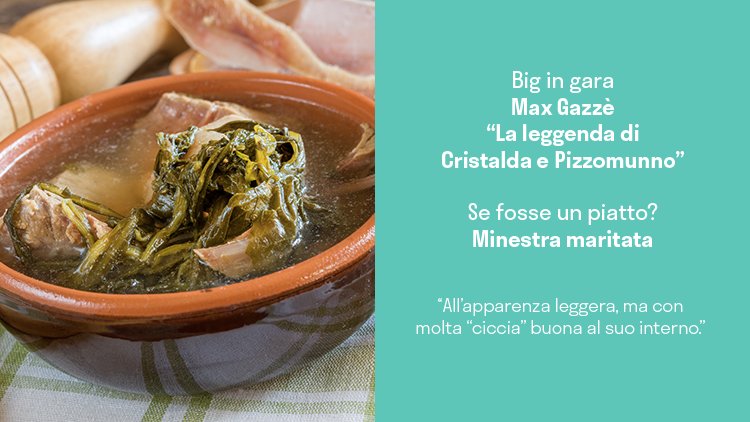 Big in gara
Max Gazzè
“La leggenda di
Cristalda e Pizzomunno”
Se fosse un piatto?
Minestra maritata
“All’apparenza leggera, ma con
molta “ciccia” buona al suo interno.”